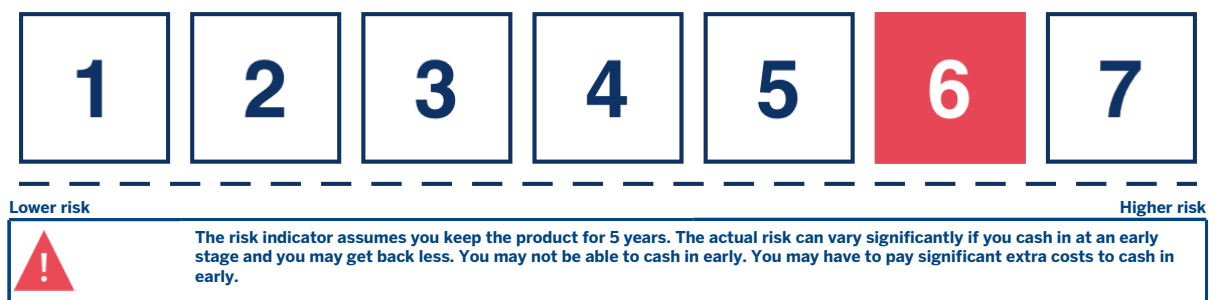 1 2 3 4 5 6 7
Lower risk Higher risk
!
The risk indicator assumes you keep the product for 5 years. The actual risk can vary significantly if you cash in at an early
stage and you may get back less. You may not be able to cash in early. You may have to pay significant extra costs to cash in
early.